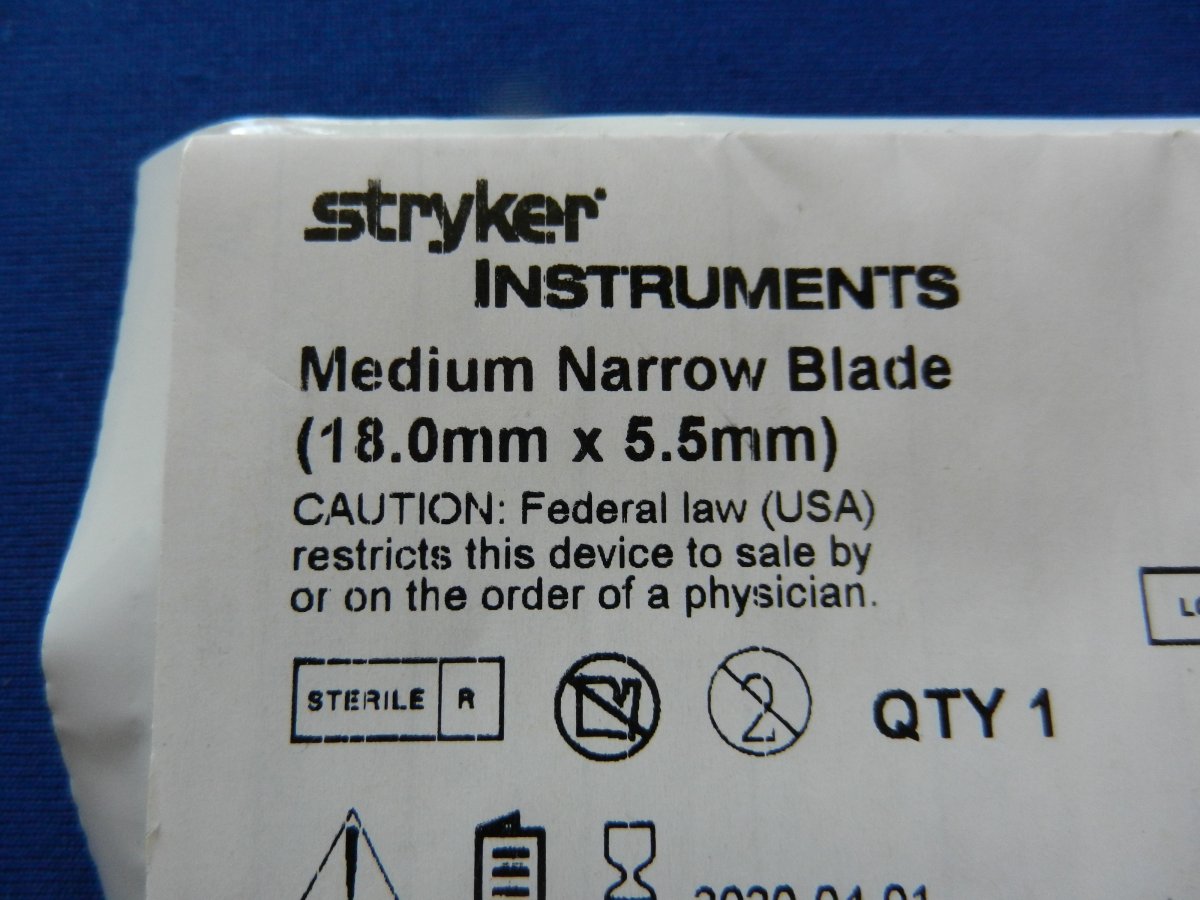 stryker
INSTRUMENTS
Medium Narrow Blade
(18.0mm x 5.5mm)
CAUTION: Federal law (USA)
restricts this device to sale by
or on the order of a physician.
STERILE R
2
QTY 1